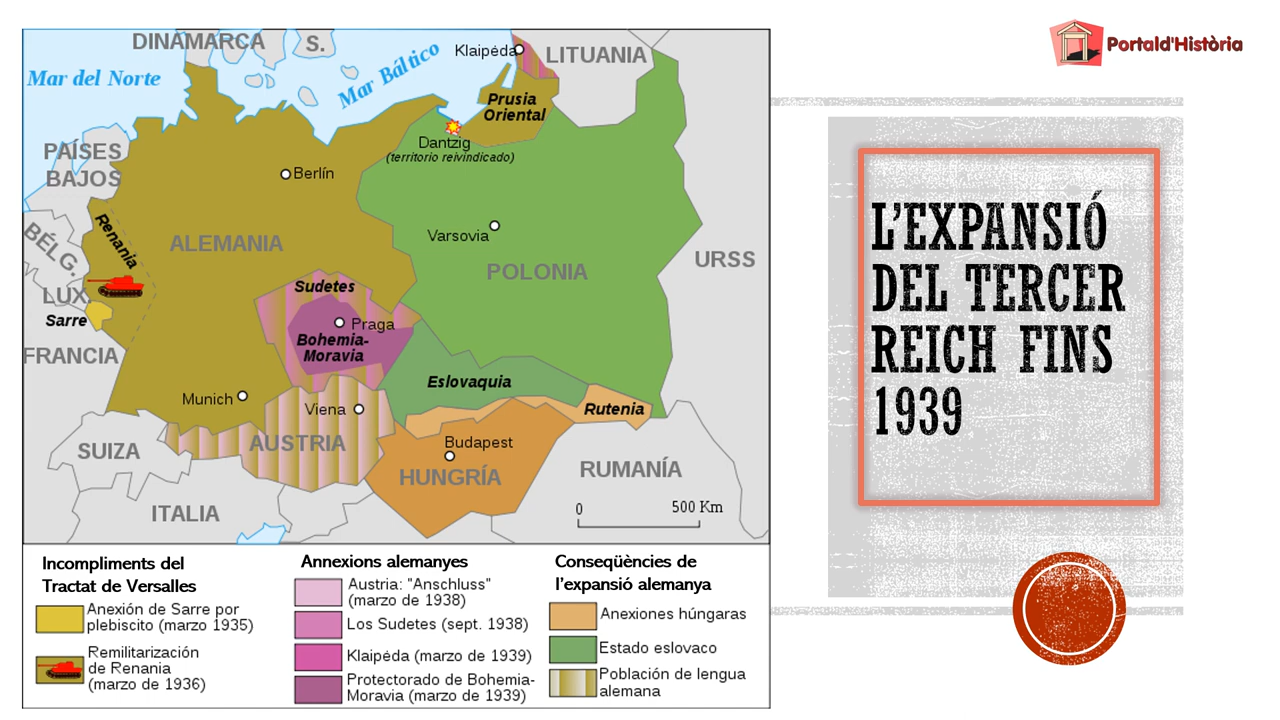 DINAMARCA
S.
Mar del Norte
Mar Báltico
Klaipėda
LITUANIA
Prusia
Oriental
Dantzig
(territorio reivindicado)
PAÍSES
BAJOS
Berlín
Renania
BÉLG.
ALEMANIA
Varsovia
POLONIA
URSS
LUX.
Sarre
Sudetes
Praga
Bohemia-
Moravia
FRANCIA
Eslovaquia
Munich
Viena
Rutenia
SUIZA
AUSTRIA
Budapest
HUNGRÍA
RUMANÍA
ITALIA
0
500 Km
Incompliments del
Tractat de Versalles
Anexión de Sarre por
plebiscito (marzo 1935)
Remilitarización
de Renania
(marzo de 1936)
Annexions alemanyes
Austria: "Anschluss"
(marzo de 1938)
Los Sudetes (sept. 1938)
Klaipéda (marzo de 1939)
Protectorado de Bohemia-
Moravia (marzo de 1939)
Conseqüències de
l'expansió alemanya
Anexiones húngaras
Estado eslovaco
Población de lengua
alemana
Portald'Història
L'EXPANSIÓ
DEL TERCER
REICH FINS
1939